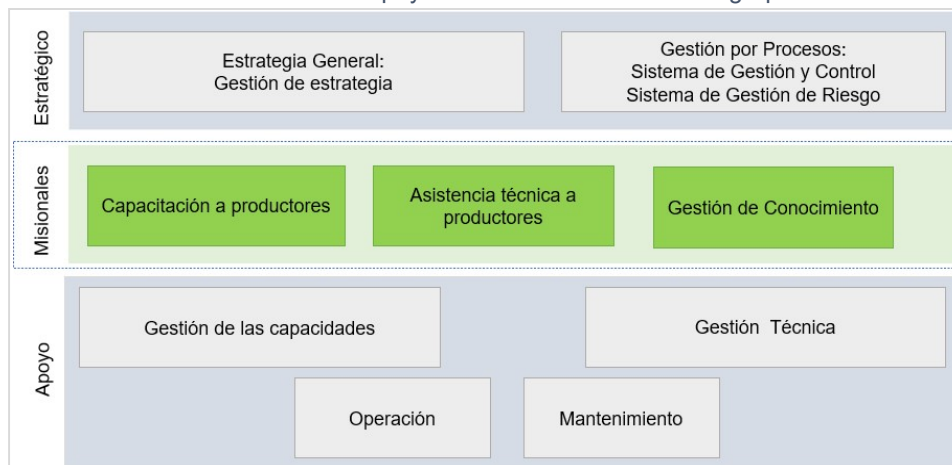 Estratégico
Estrategia General:
Gestión de estrategia
Gestión por Procesos:
Sistema de Gestión y Control
Sistema de Gestión de Riesgo
Misionales
Capacitación a productores
Asistencia técnica a
productores
Gestión de Conocimiento
Apoyo
Gestión de las capacidades
Gestión Técnica
Operación
Mantenimiento